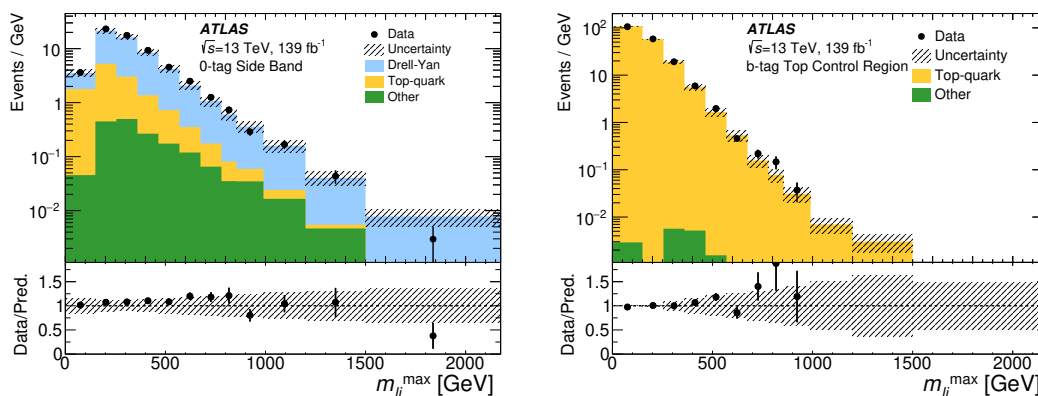 Events / GeV
10
1
10⁻¹
10⁻²
ATLAS
√s=13 TeV, 139 fb⁻¹
0-tag Side Band
Data
Uncertainty
Drell-Yan
Top-quark
Other
Data/Pred.
1.5
1
0.5
0
0 500 1000 1500 2000
m_lj^max [GeV]
Events / GeV
10²
10
1
10⁻¹
10⁻²
ATLAS
√s=13 TeV, 139 fb⁻¹
b-tag Top Control Region
Data
Uncertainty
Top-quark
Other
Data/Pred.
1.5
1
0.5
0
0 500 1000 1500 2000
m_lj^max [GeV]